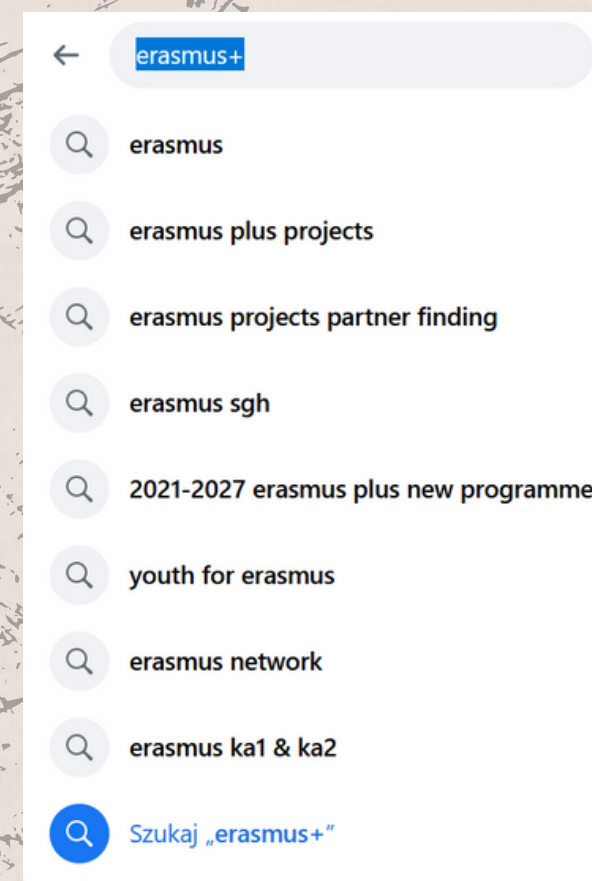 erasmus+
erasmus
erasmus plus projects
erasmus projects partner finding
erasmus sgh
2021-2027 erasmus plus new programme
youth for erasmus
erasmus network
erasmus ka1 & ka2
Szukaj „erasmus+”